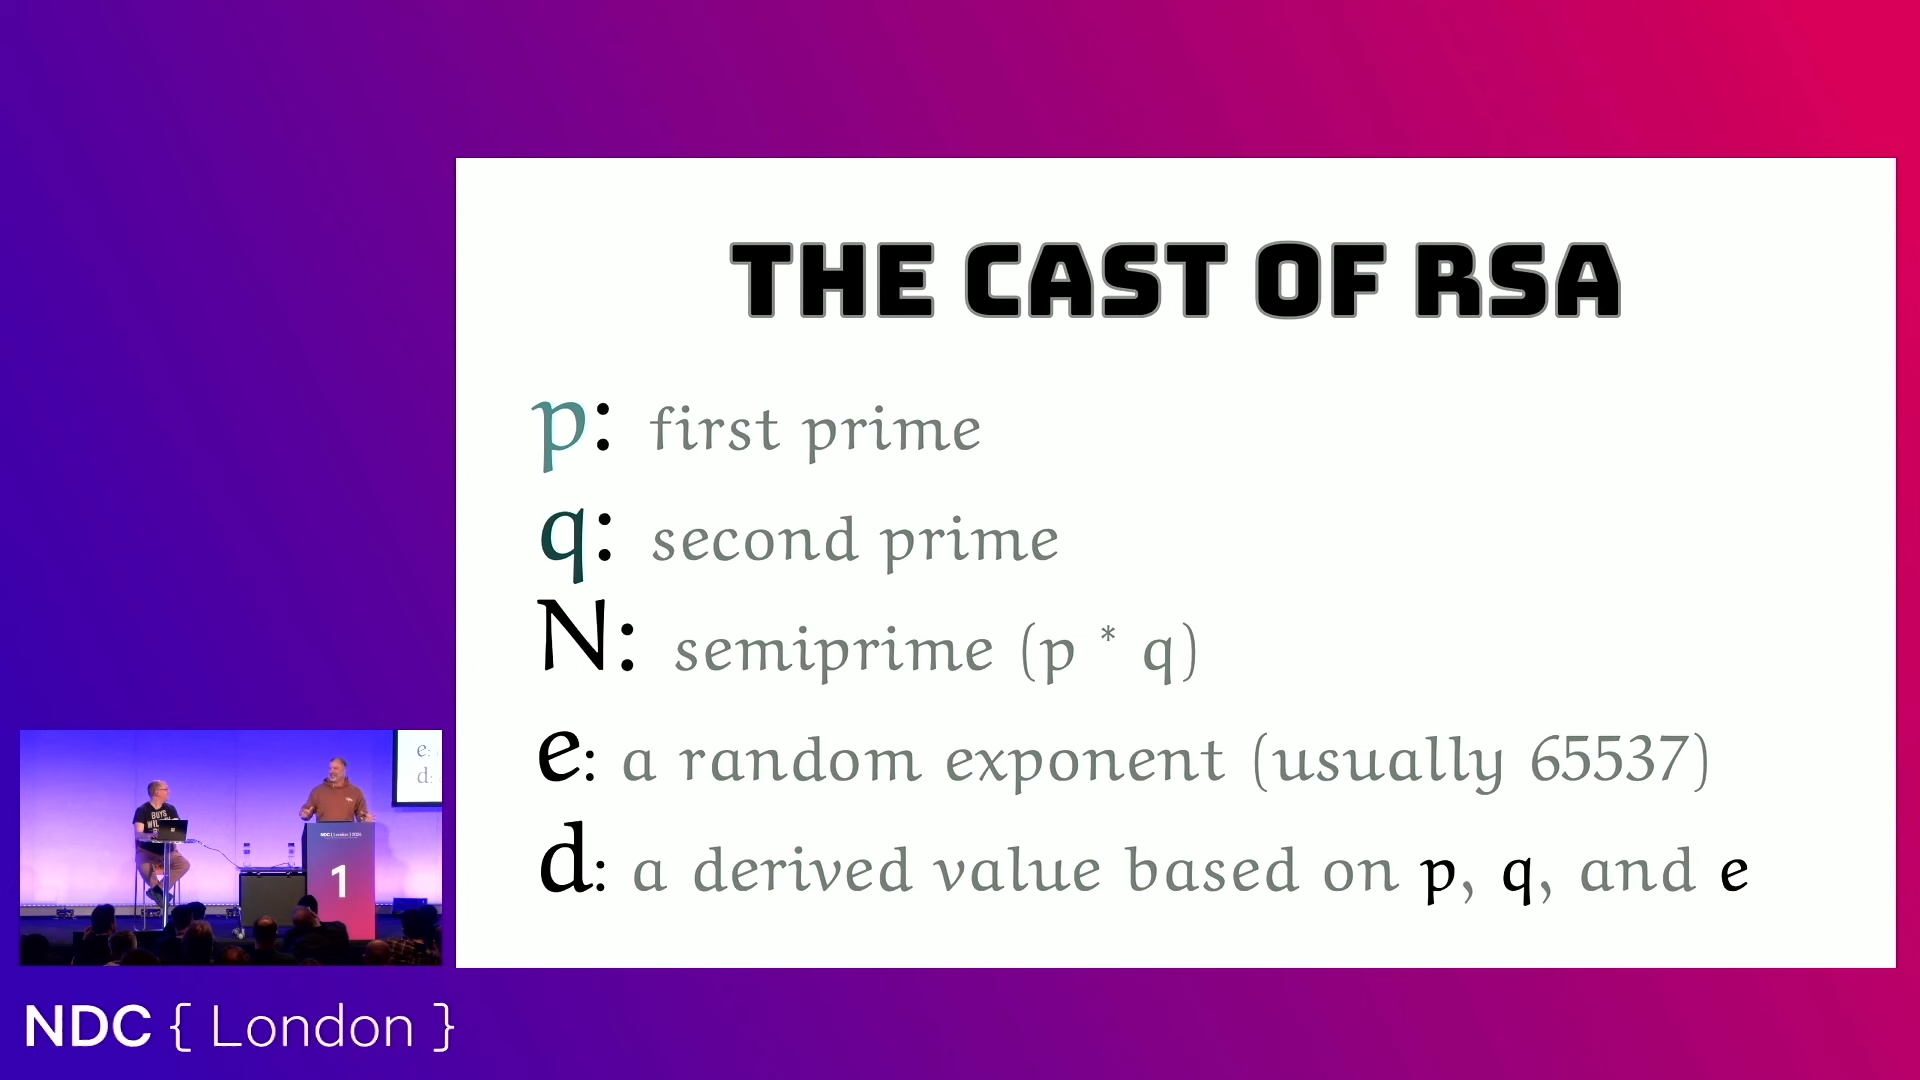 THE CAST OF RSA
p: first prime
q: second prime
N: semiprime (p * q)
e: a random exponent (usually 65537)
d: a derived value based on p, q, and e
e:
d:
1
NDC { London }